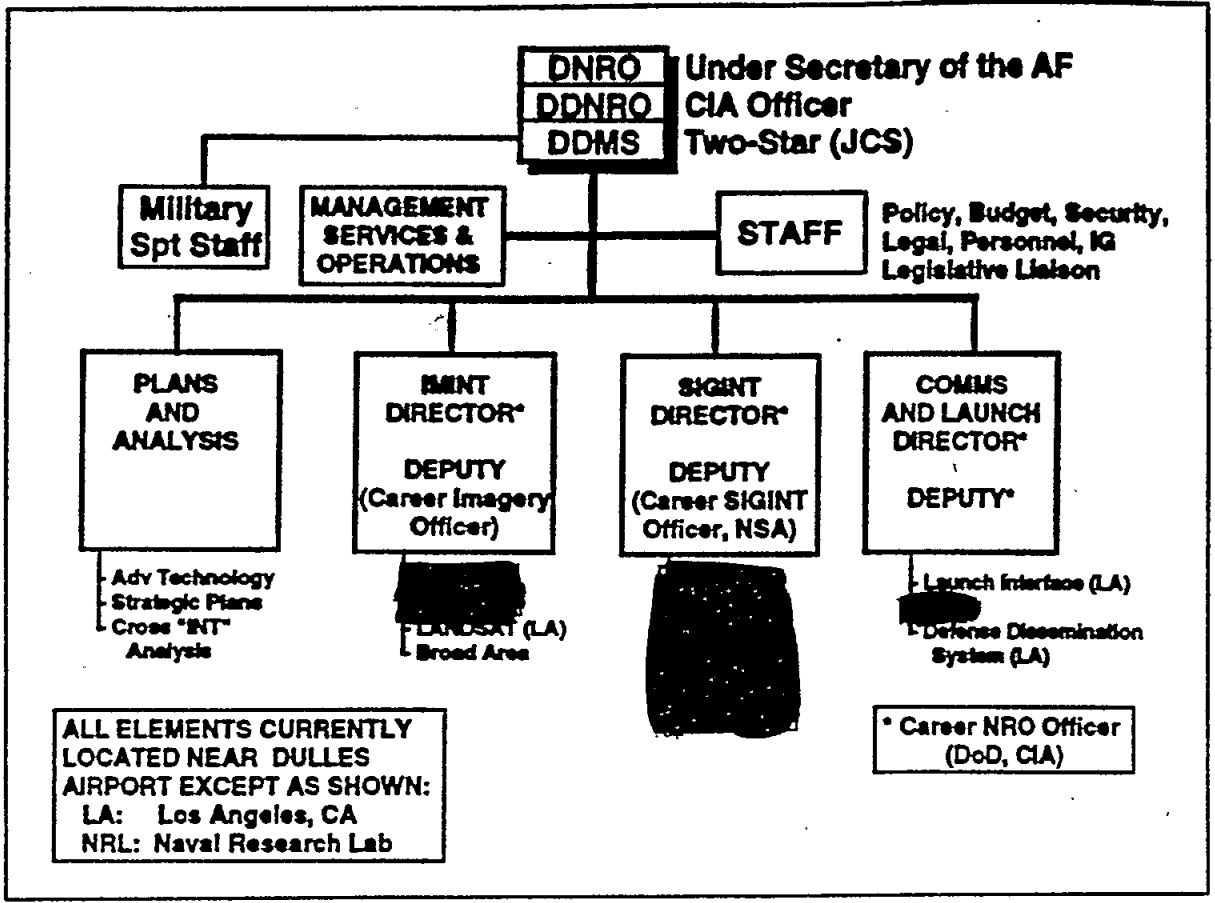 DNRO Under Secretary of the AF
DDNRO CIA Officer
DDMS Two-Star (JCS)
Military
Spt Staff
MANAGEMENT
SERVICES &
OPERATIONS
STAFF
Policy, Budget, Security,
Legal, Personnel, IG
Legislative Liaison
PLANS
AND
ANALYSIS
- Adv Technology
- Strategic Plans
- Cross "INT"
Analysis
IMINT
DIRECTOR*
DEPUTY
(Career Imagery
Officer)
- LANDSAT (LA)
- Broad Area
SIGINT
DIRECTOR*
DEPUTY
(Career SIGINT
Officer, NSA)
COMMS
AND LAUNCH
DIRECTOR*
DEPUTY*
- Launch Interface (LA)
- Defense Dissemination
System (LA)
ALL ELEMENTS CURRENTLY
LOCATED NEAR DULLES
AIRPORT EXCEPT AS SHOWN:
LA: Los Angeles, CA
NRL: Naval Research Lab
* Career NRO Officer
(DoD, CIA)